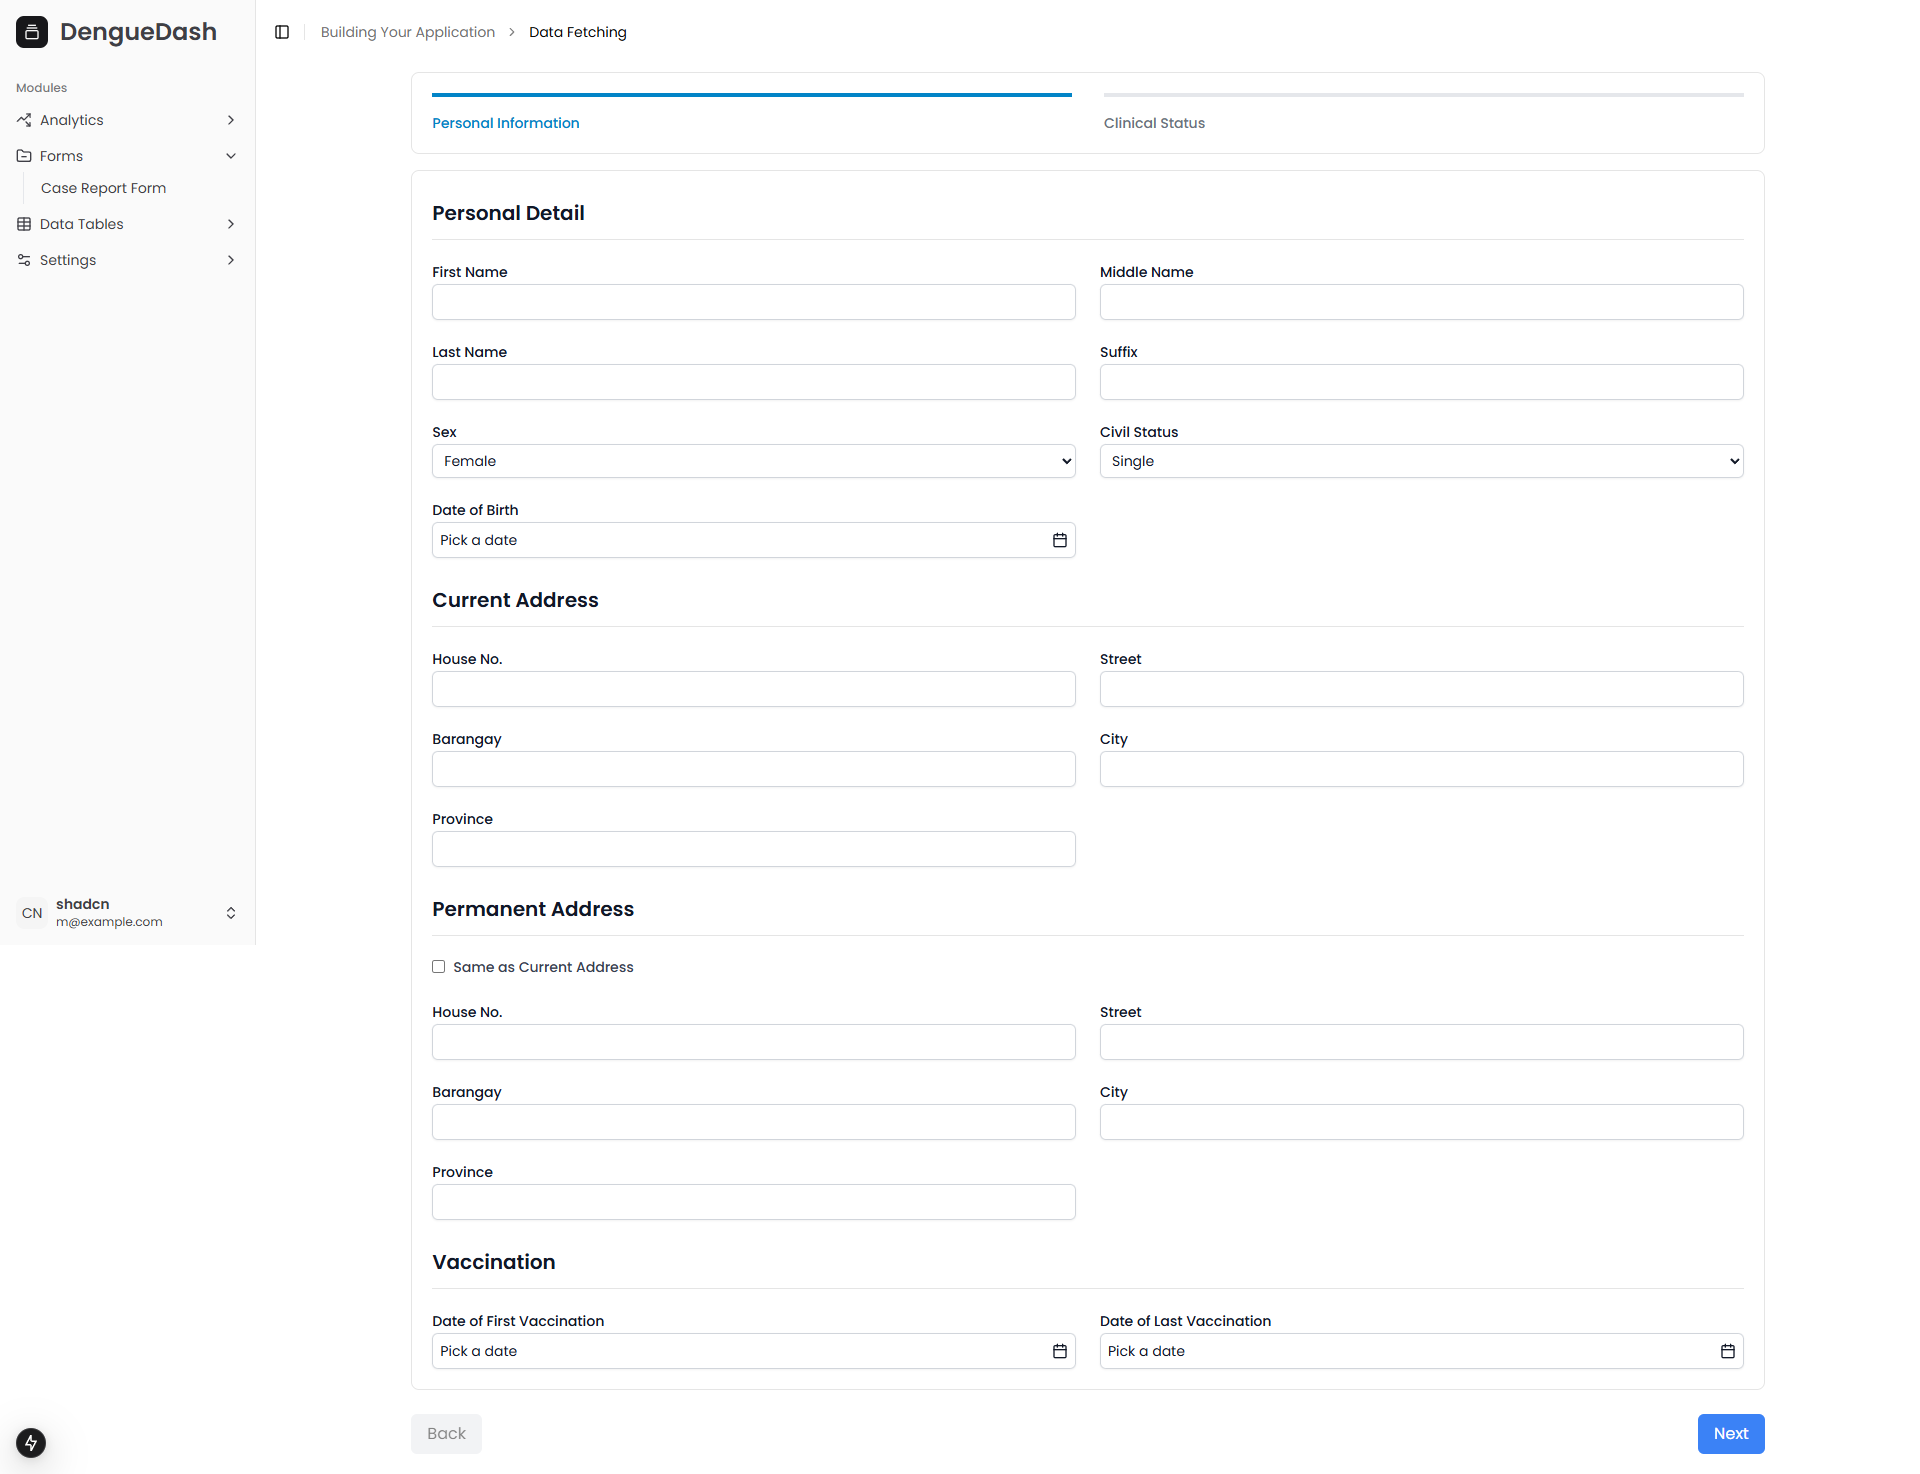 DengueDash
Modules
Analytics
Forms
Case Report Form
Data Tables
Settings
CN
shadcn
m@example.com
Building Your Application > Data Fetching
Personal Information
Clinical Status
Personal Detail
First Name
Middle Name
Last Name
Suffix
Sex
Civil Status
Female
Single
Date of Birth
Pick a date
Current Address
House No.
Street
Barangay
City
Province
Permanent Address
Same as Current Address
House No.
Street
Barangay
City
Province
Vaccination
Date of First Vaccination
Date of Last Vaccination
Pick a date
Pick a date
Back
Next